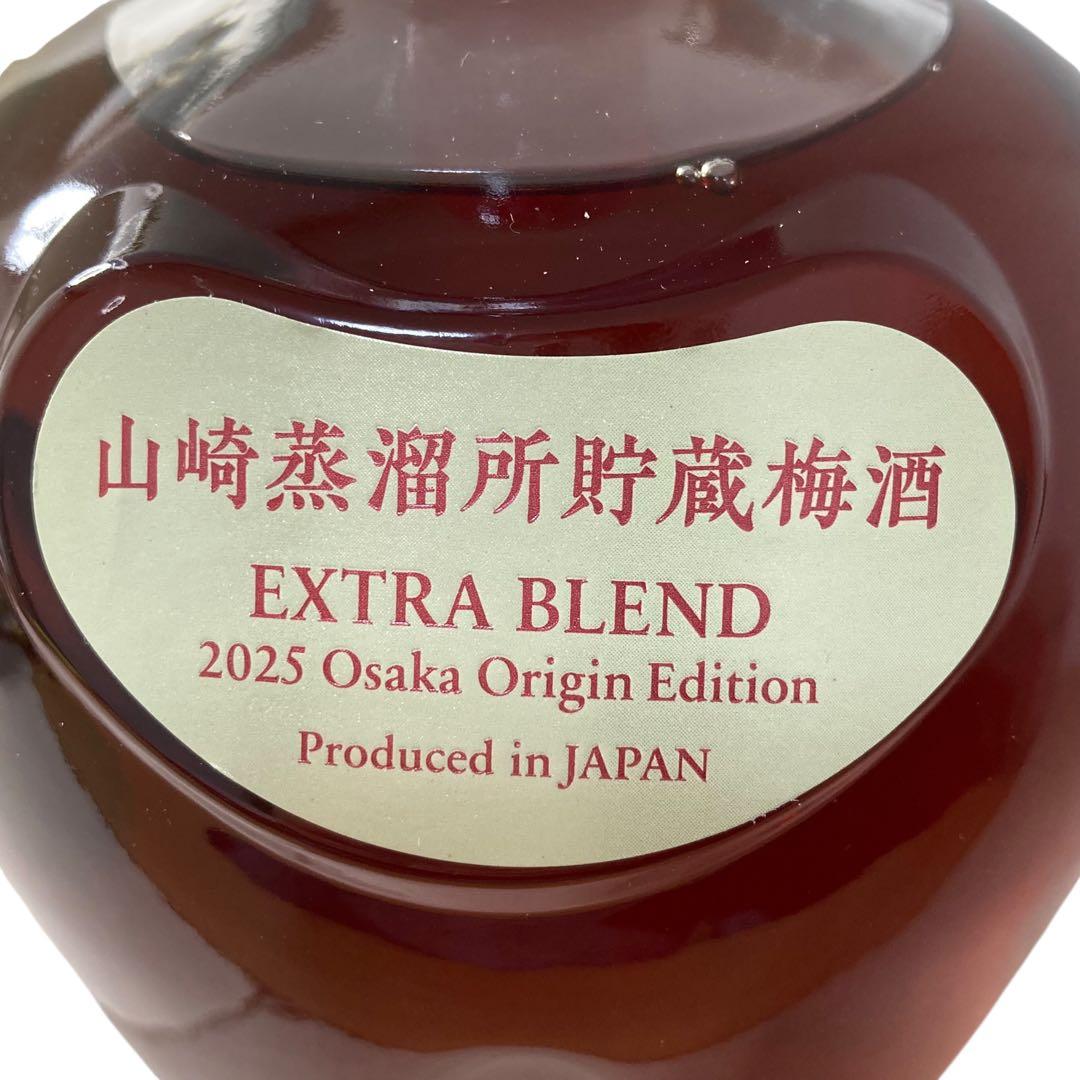 山崎蒸溜所貯蔵梅酒
EXTRA BLEND
2025 Osaka Origin Edition
Produced in JAPAN